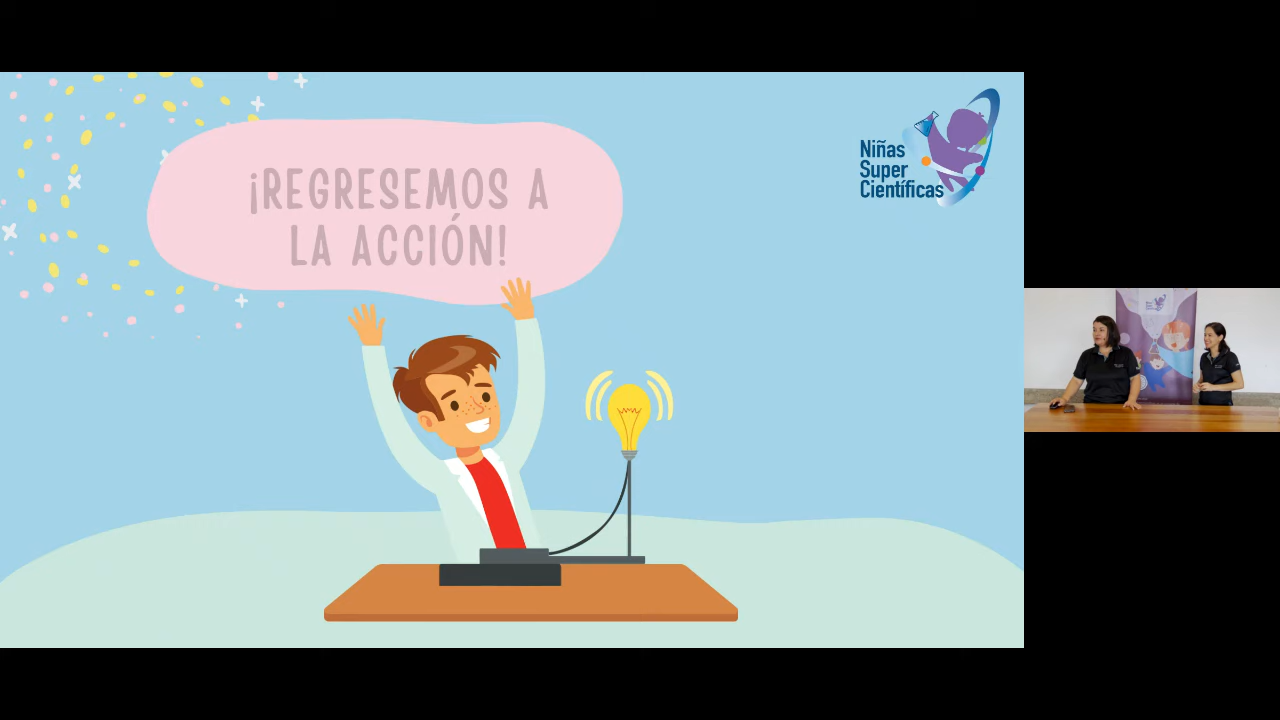 ¡REGRESEMOS A
LA ACCIÓN!
Niñas
Super
Científicas